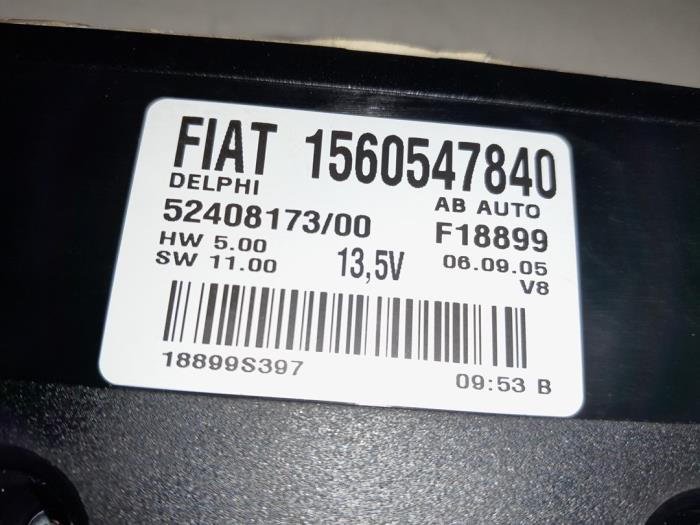 FIAT 1560547840
DELPHI AB AUTO
52408173/00 F18899
HW 5.00 13,5V 06.09.05
SW 11.00 V8
18899S397 09:53 B